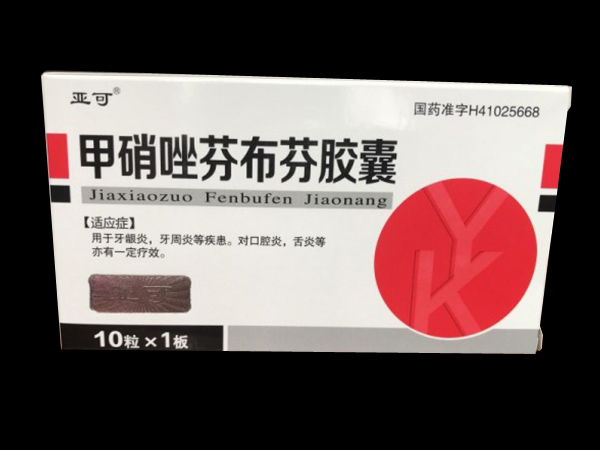 亚可®
国药准字H41025668
甲硝唑芬布芬胶囊
Jiaxiaozuo Fenbufen Jiaonang
【适应症】
用于牙龈炎，牙周炎等疾患。对口腔炎，舌炎等
亦有一定疗效。
亚可
YK
10粒×1板